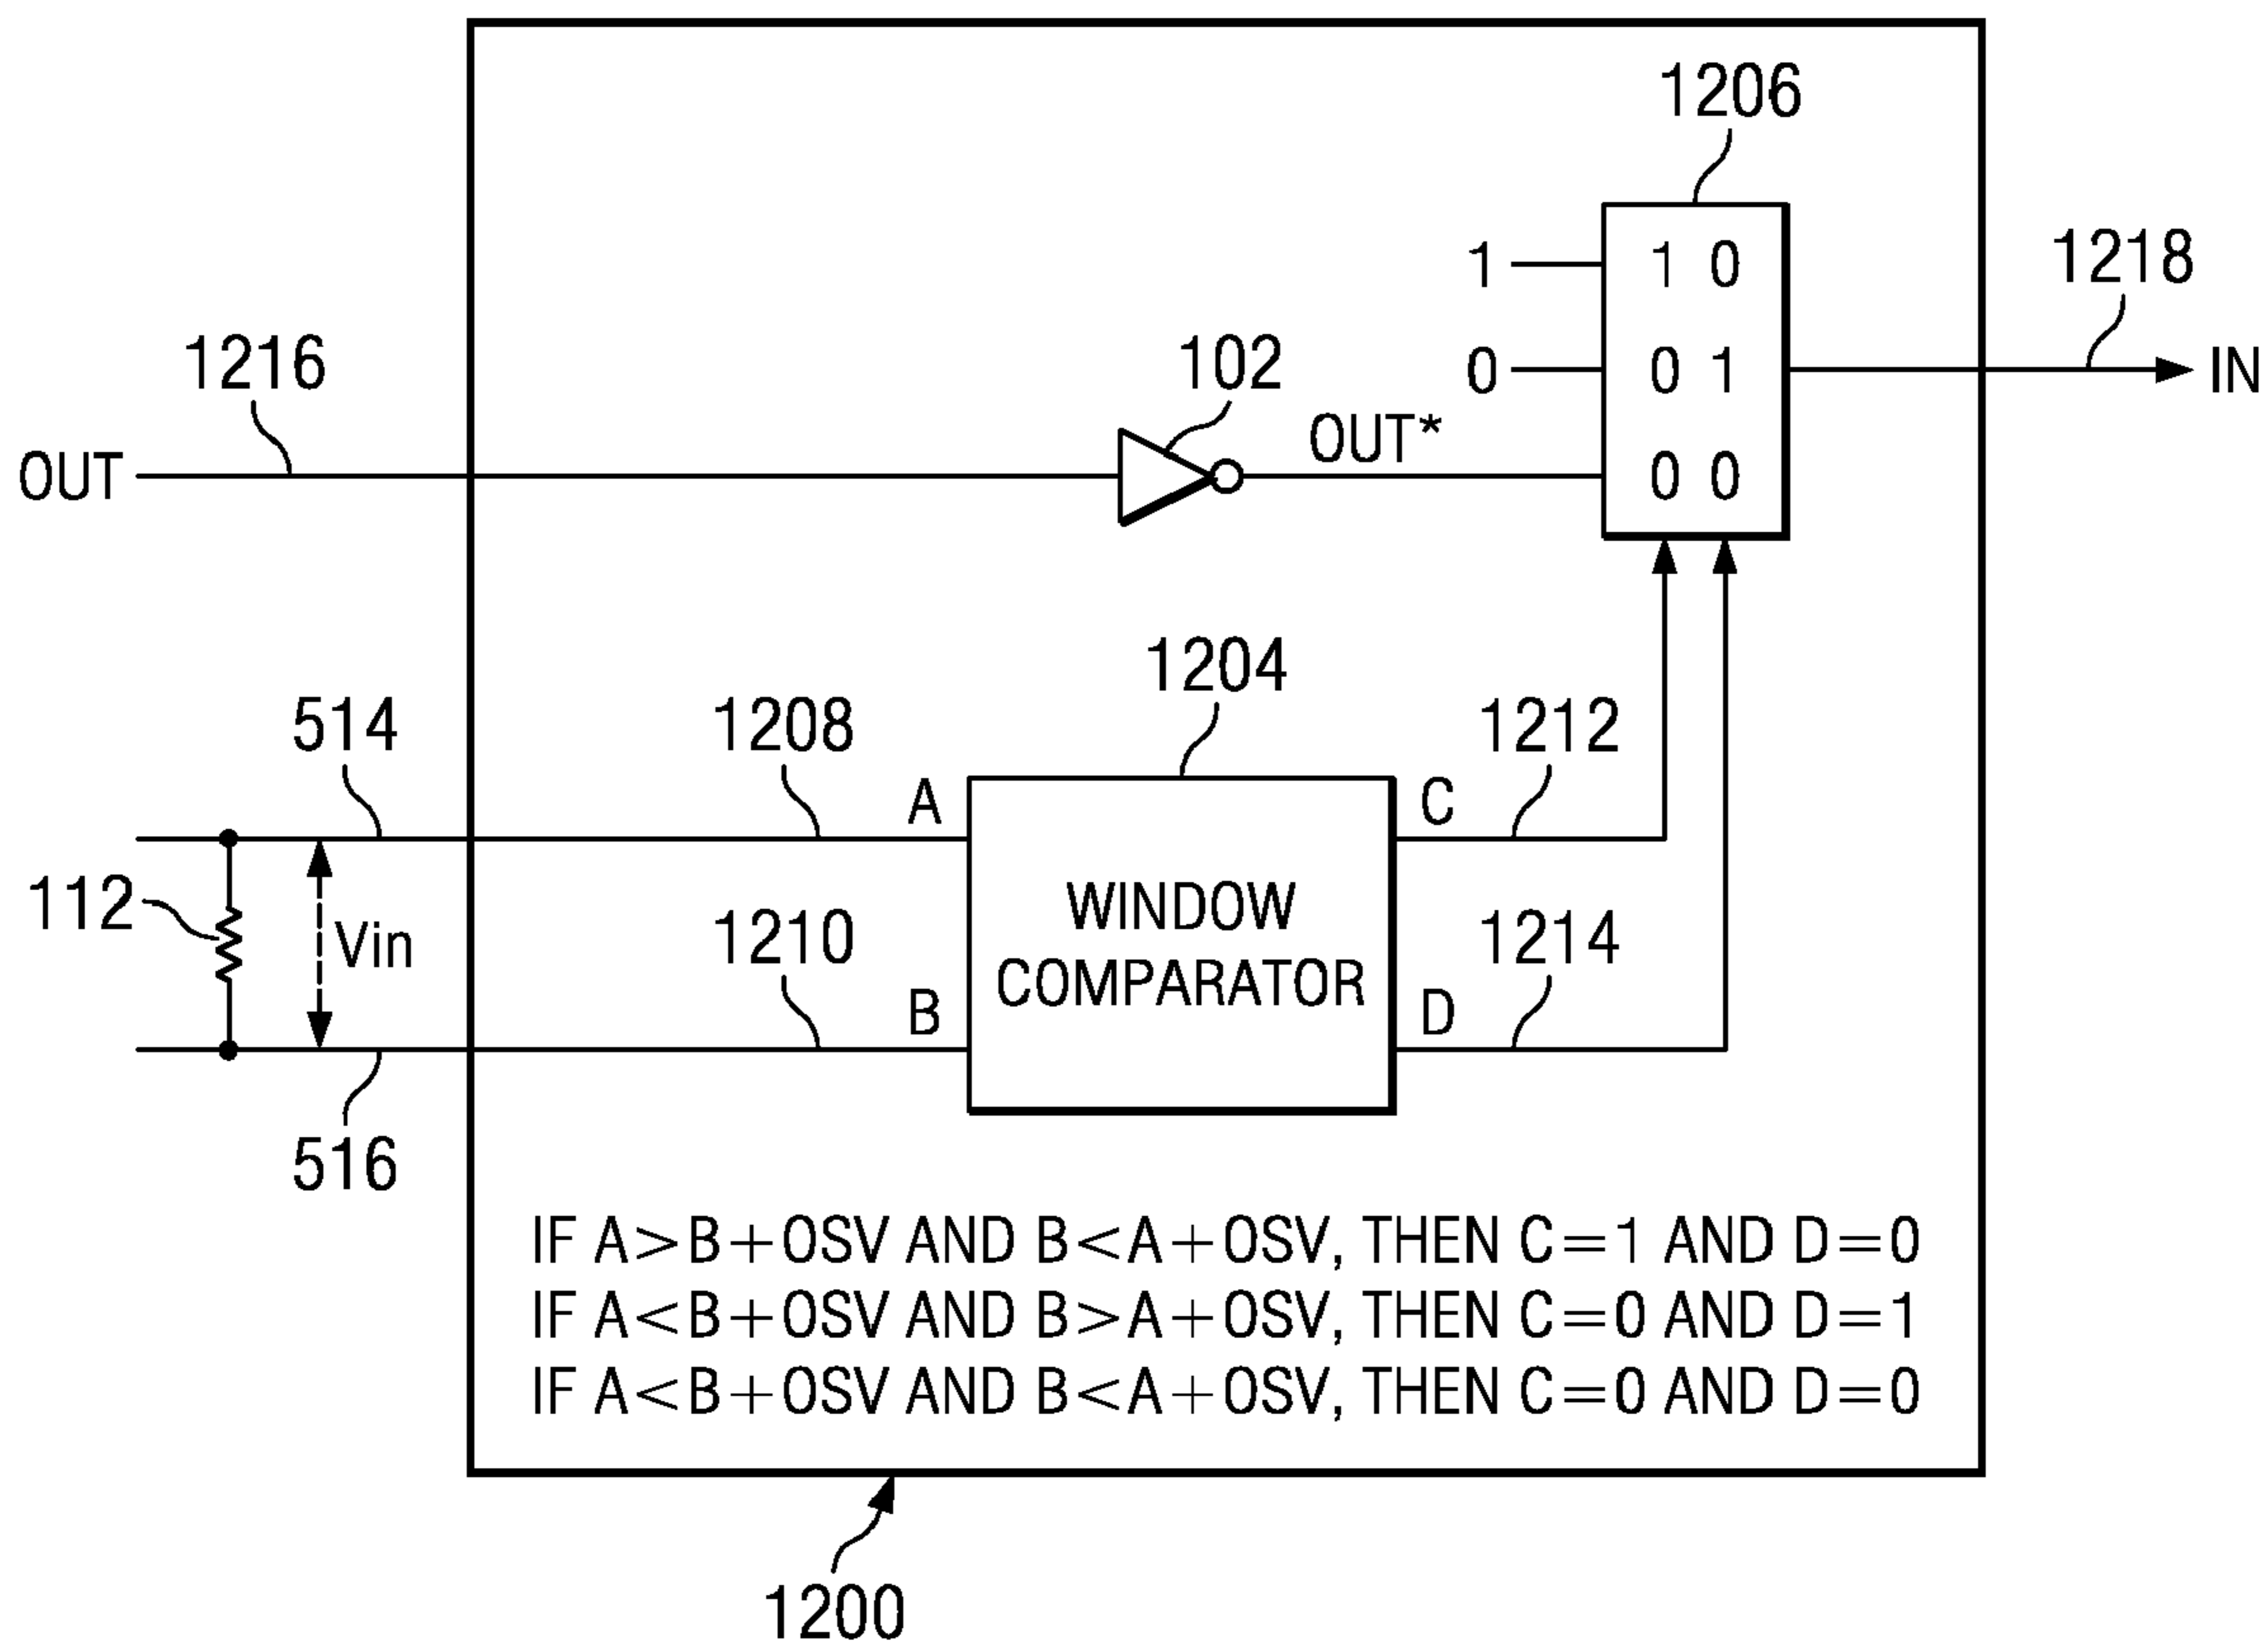 1206
1 1 0
1218
1216
102
0 0 1
IN
OUT*
OUT
0 0
1204
514
1208
1212
A
C
112
Vin
WINDOW
COMPARATOR
1210
1214
B
D
516
IF A>B+OSV AND B<A+OSV, THEN C=1 AND D=0
IF A<B+OSV AND B>A+OSV, THEN C=0 AND D=1
IF A<B+OSV AND B<A+OSV, THEN C=0 AND D=0
1200